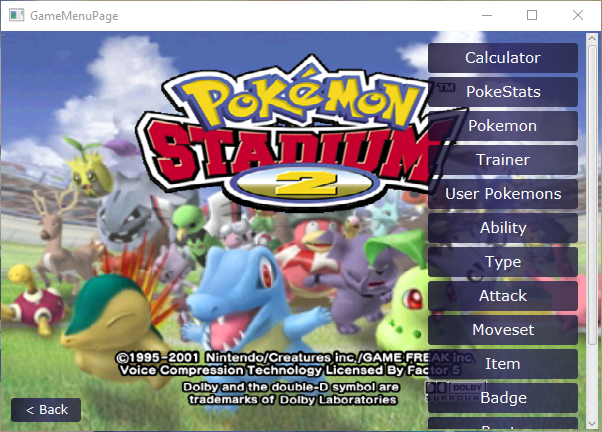 GameMenuPage
POKéMON
STADIUM
2
TM
Calculator
PokeStats
Pokemon
Trainer
User Pokemons
Ability
Type
Attack
Moveset
Item
Badge
©1995-2001 Nintendo/Creatures inc./GAME FREAK inc.
Voice Compression Technology Licensed By Factor 5
Dolby and the double-D symbol are
trademarks of Dolby Laboratories
DOLBY
SURROUND
< Back